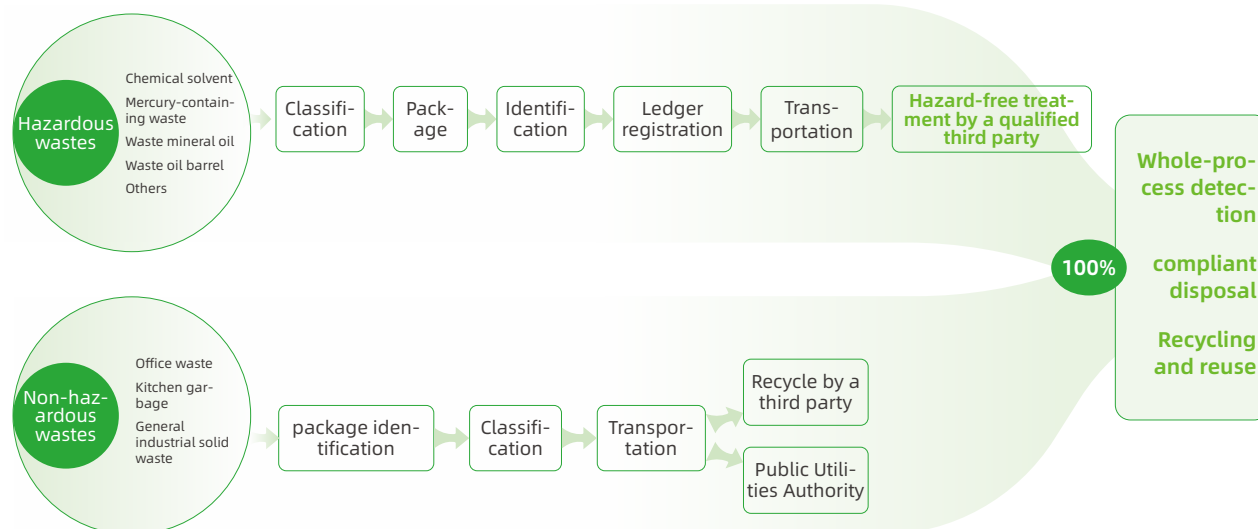 Hazardous
wastes
Chemical solvent
Mercury-contain-
ing waste
Waste mineral oil
Waste oil barrel
Others
Classifi-
cation
Pack-
age
Identifi-
cation
Ledger
registration
Trans-
portation
Hazard-free treat-
ment by a qualified
third party
Non-haz-
ardous
wastes
Office waste
Kitchen gar-
bage
General
industrial solid
waste
package iden-
tification
Classifi-
cation
Transpor-
tation
Recycle by a
third party
Public Utili-
ties Authority
100%
Whole-pro-
cess detec-
tion
compliant
disposal
Recycling
and reuse